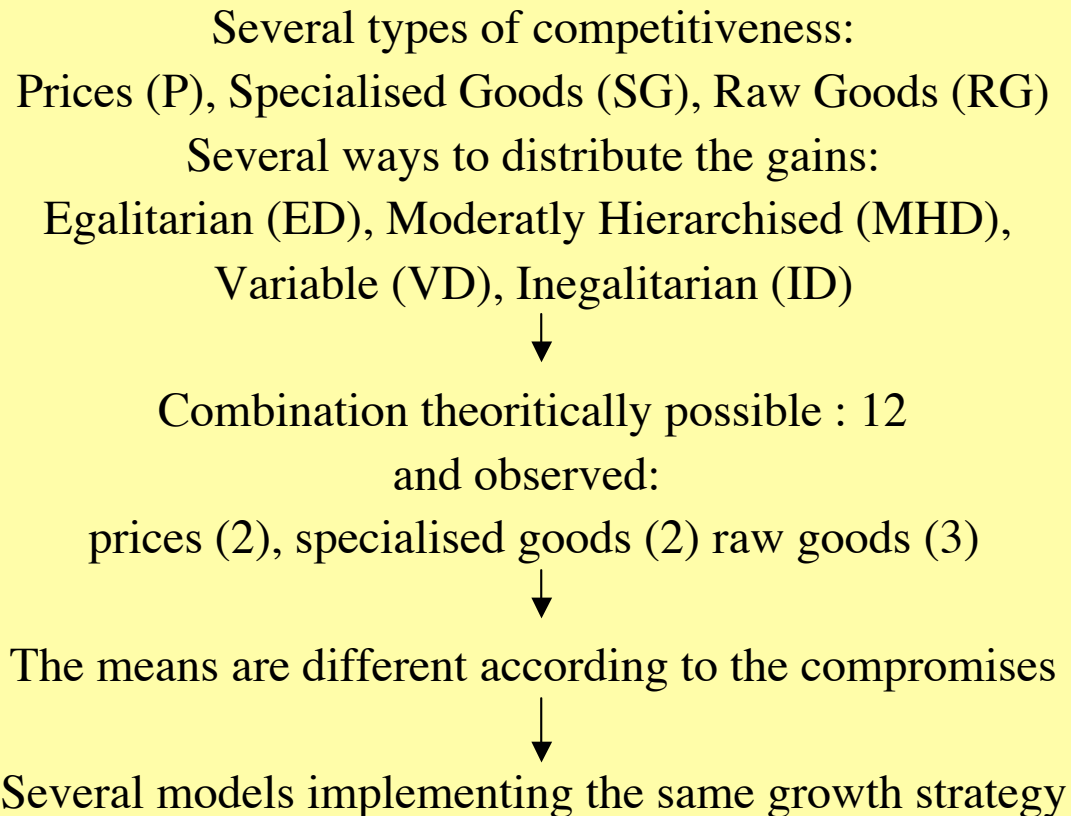 Several types of competitiveness:
Prices (P), Specialised Goods (SG), Raw Goods (RG)
Several ways to distribute the gains:
Egalitarian (ED), Moderatly Hierarchised (MHD),
Variable (VD), Inegalitarian (ID)
Combination theoritically possible : 12
and observed:
prices (2), specialised goods (2) raw goods (3)
The means are different according to the compromises
Several models implementing the same growth strategy